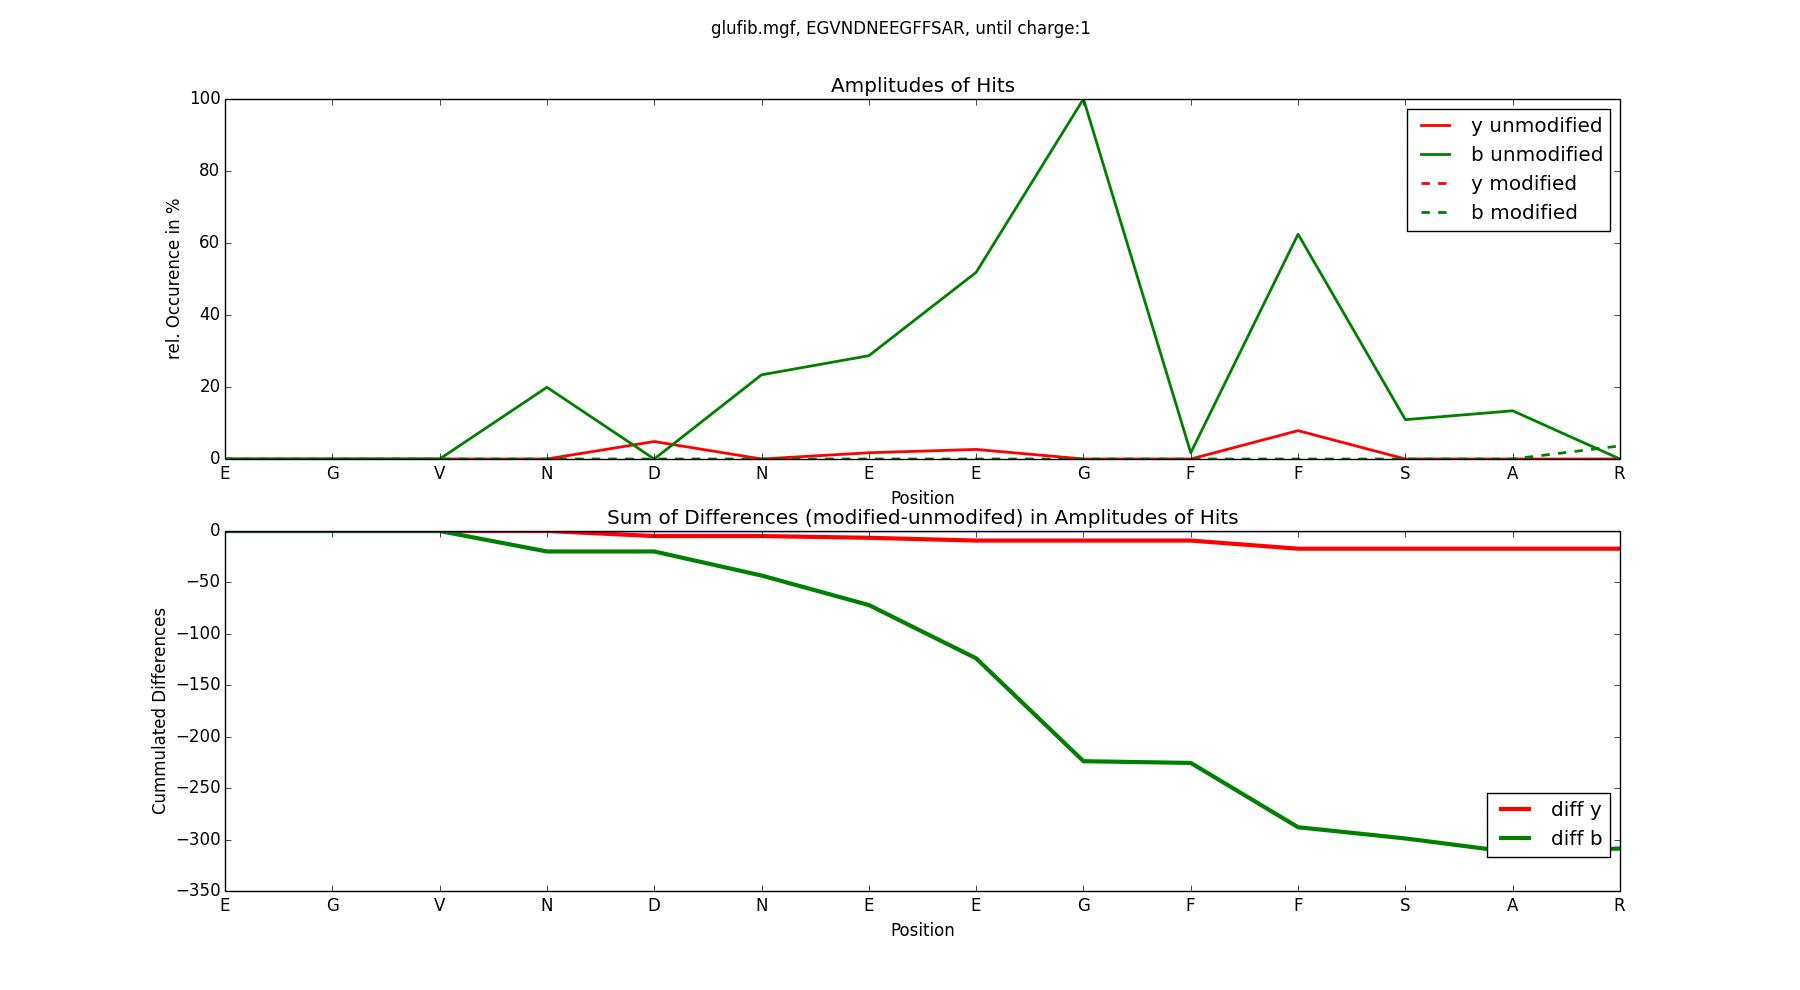 glufib.mgf, EGVNDNEEGFFSAR, until charge:1
Amplitudes of Hits
100
80
60
40
20
0
rel. Occurence in %
y unmodified
b unmodified
y modified
b modified
E G V N D N E E G F F S A R
Position
Sum of Differences (modified-unmodifed) in Amplitudes of Hits
0
−50
−100
−150
−200
−250
−300
−350
Cummulated Differences
diff y
diff b
E G V N D N E E G F F S A R
Position